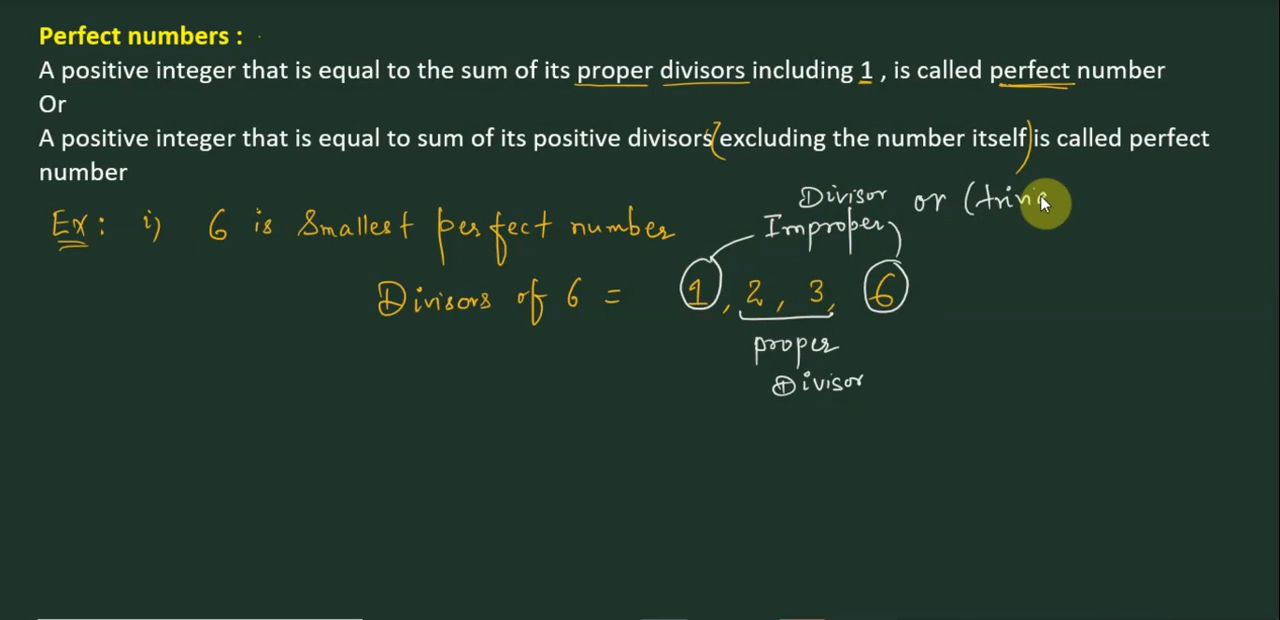 Perfect numbers :
A positive integer that is equal to the sum of its proper divisors including 1 , is called perfect number
Or
A positive integer that is equal to sum of its positive divisors (excluding the number itself) is called perfect
number
Divisor or (trivia
Ex: i) 6 is Smallest perfect number Improper
Divisors of 6 = 1, 2, 3, 6
proper
Divisor